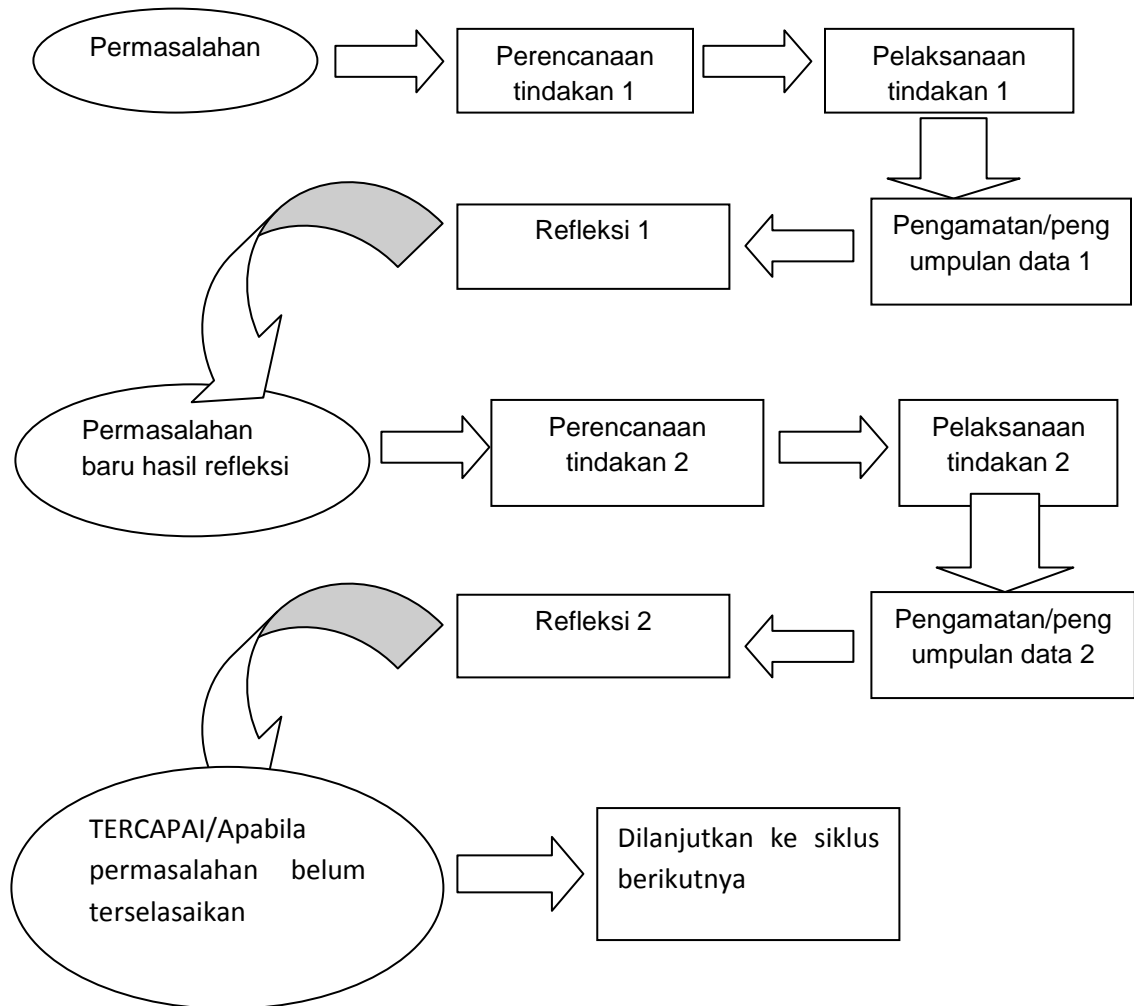 Permasalahan
Perencanaan
tindakan 1
Pelaksanaan
tindakan 1
Refleksi 1
Pengamatan/peng
umpulan data 1
Permasalahan
baru hasil refleksi
Perencanaan
tindakan 2
Pelaksanaan
tindakan 2
Refleksi 2
Pengamatan/peng
umpulan data 2
TERCAPAI/Apabila
permasalahan belum
terselasaikan
Dilanjutkan ke siklus
berikutnya